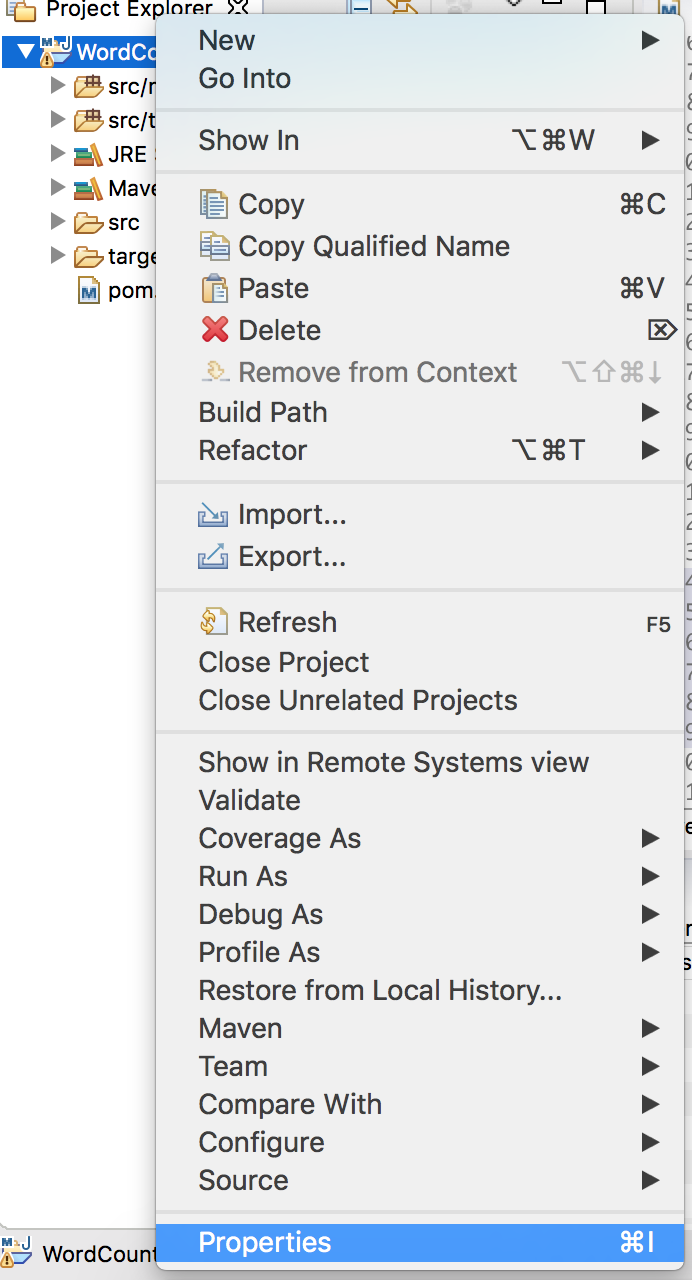 Project Explorer
New
Go Into
Show In ⌥⌘W
Copy ⌘C
Copy Qualified Name
Paste ⌘V
Delete ⌦
Remove from Context ⌥⇧⌘↓
Build Path
Refactor ⌥⌘T
Import...
Export...
Refresh F5
Close Project
Close Unrelated Projects
Show in Remote Systems view
Validate
Coverage As
Run As
Debug As
Profile As
Restore from Local History...
Maven
Team
Compare With
Configure
Source
Properties ⌘I
WordCo
src/
src/t
JRE
Mave
src
targe
pom.
WordCount